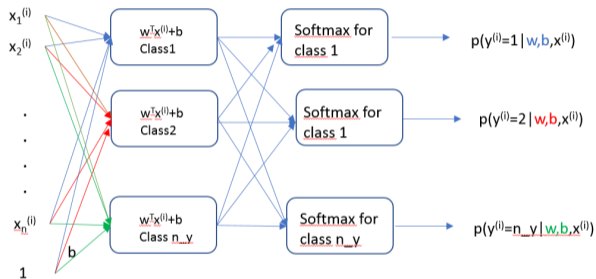 x₁⁽ⁱ⁾
x₂⁽ⁱ⁾
.
.
.
.
xₙ⁽ⁱ⁾
1
b
wᵀx⁽ⁱ⁾+b
Class1
wᵀx⁽ⁱ⁾+b
Class2
wᵀx⁽ⁱ⁾+b
Class n_y
Softmax for
class 1
Softmax for
class 1
Softmax for
class n_y
p(y⁽ⁱ⁾=1|w,b,x⁽ⁱ⁾)
p(y⁽ⁱ⁾=2|w,b,x⁽ⁱ⁾)
p(y⁽ⁱ⁾=n_y|w,b,x⁽ⁱ⁾)